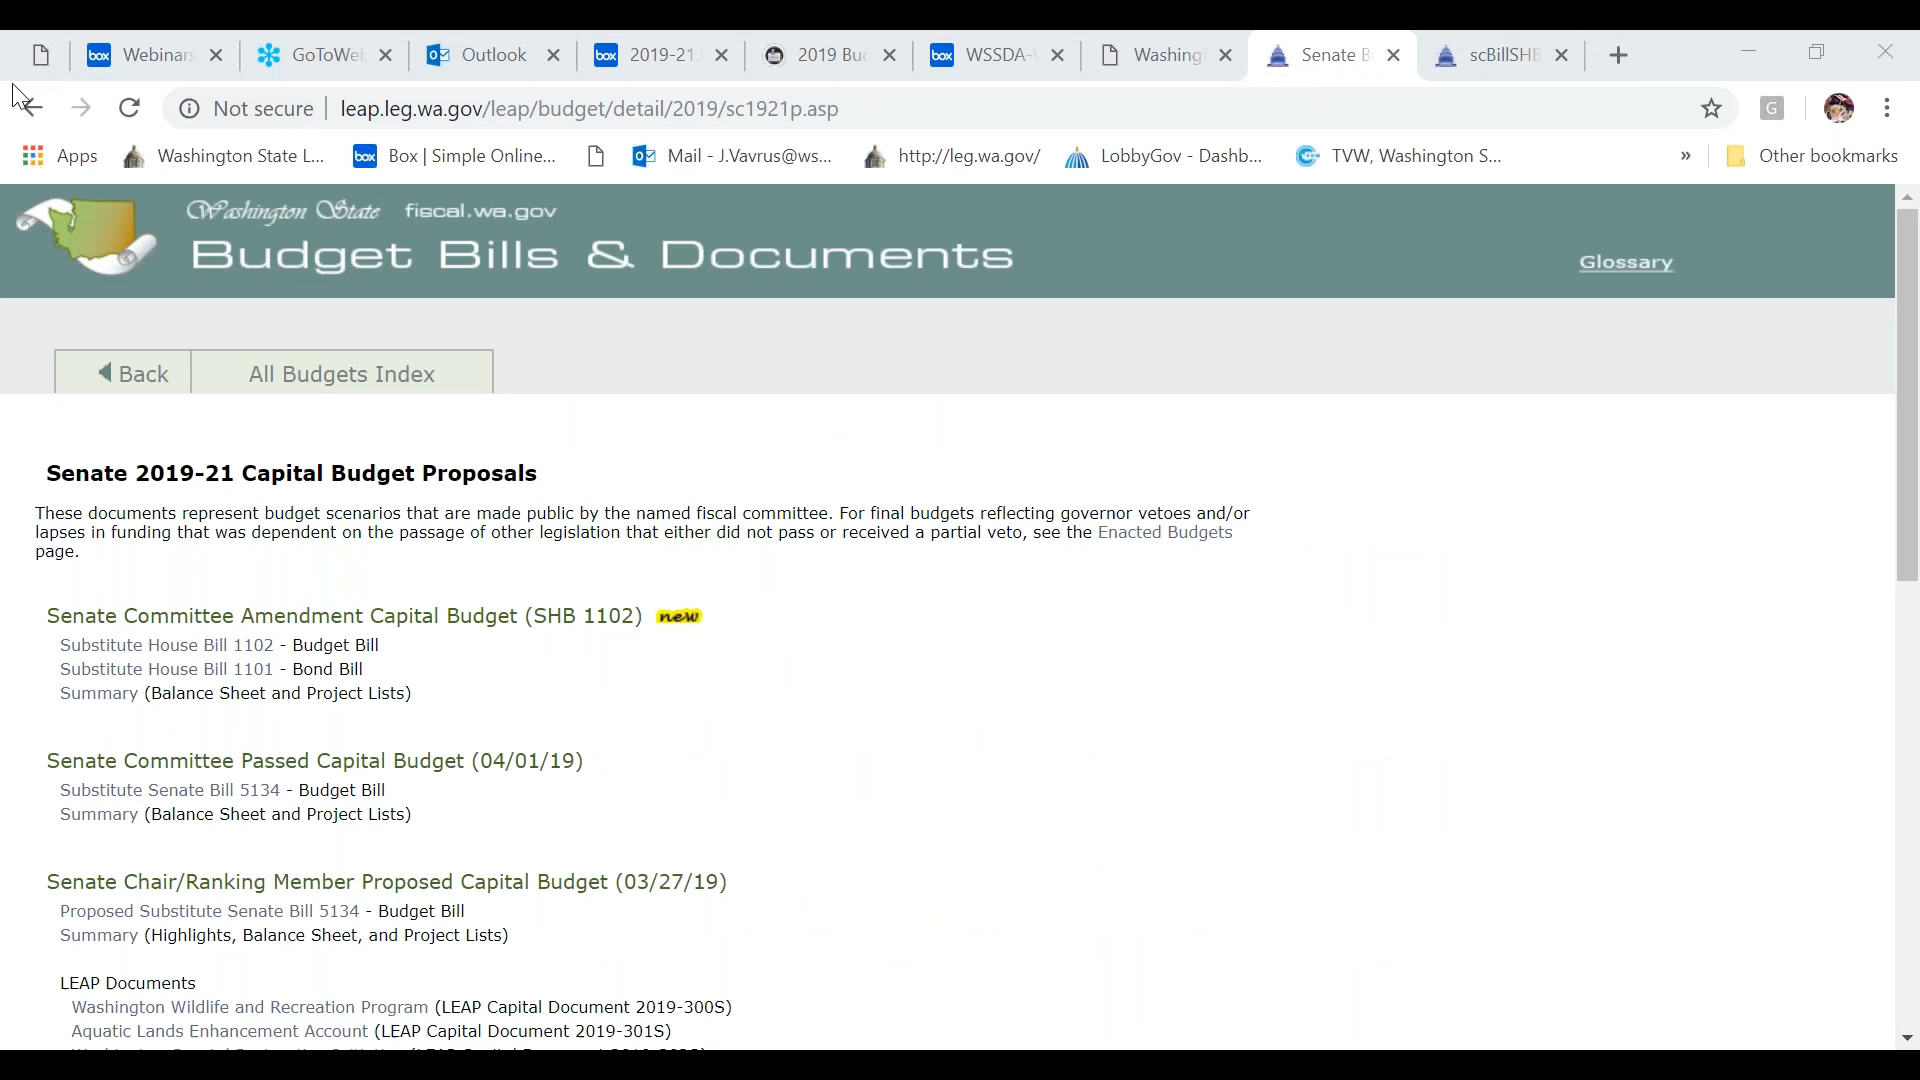 box Webinars GoToWeb Outlook box 2019-21 2019 Bud box WSSDA- Washing Senate B scBillSHB
Not secure leap.leg.wa.gov/leap/budget/detail/2019/sc1921p.asp G
Apps Washington State L... box Box | Simple Online... Mail - J.Vavrus@ws... http://leg.wa.gov/ LobbyGov - Dashb... TVW, Washington S... » Other bookmarks
Washington State fiscal.wa.gov
Budget Bills & Documents
Glossary
Back All Budgets Index
Senate 2019-21 Capital Budget Proposals
These documents represent budget scenarios that are made public by the named fiscal committee. For final budgets reflecting governor vetoes and/or
lapses in funding that was dependent on the passage of other legislation that either did not pass or received a partial veto, see the Enacted Budgets
page.
Senate Committee Amendment Capital Budget (SHB 1102) new
Substitute House Bill 1102 - Budget Bill
Substitute House Bill 1101 - Bond Bill
Summary (Balance Sheet and Project Lists)
Senate Committee Passed Capital Budget (04/01/19)
Substitute Senate Bill 5134 - Budget Bill
Summary (Balance Sheet and Project Lists)
Senate Chair/Ranking Member Proposed Capital Budget (03/27/19)
Proposed Substitute Senate Bill 5134 - Budget Bill
Summary (Highlights, Balance Sheet, and Project Lists)
LEAP Documents
Washington Wildlife and Recreation Program (LEAP Capital Document 2019-300S)
Aquatic Lands Enhancement Account (LEAP Capital Document 2019-301S)